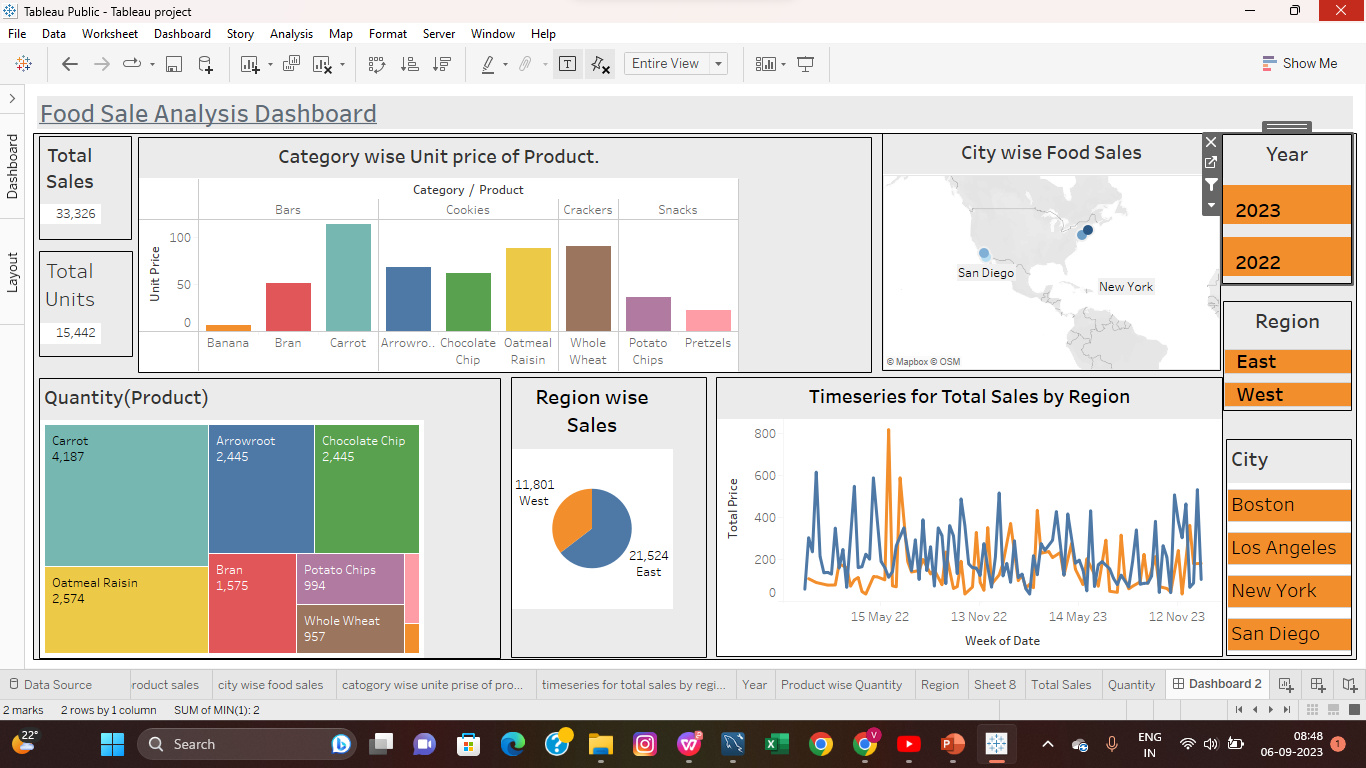 Tableau Public - Tableau project
File Data Worksheet Dashboard Story Analysis Map Format Server Window Help
Entire View
Show Me
Dashboard
Layout
Food Sale Analysis Dashboard
Total
Sales
33,326
Total
Units
15,442
Category wise Unit price of Product.
Category / Product
Bars Cookies Crackers Snacks
Unit Price
100
50
0
Banana Bran Carrot Arrowro.. Chocolate Chip Oatmeal Raisin Whole Wheat Potato Chips Pretzels
City wise Food Sales
San Diego
New York
© Mapbox © OSM
Year
2023
2022
Region
East
West
City
Boston
Los Angeles
New York
San Diego
Quantity(Product)
Carrot
4,187
Arrowroot
2,445
Chocolate Chip
2,445
Oatmeal Raisin
2,574
Bran
1,575
Potato Chips
994
Whole Wheat
957
Region wise
Sales
11,801
West
21,524
East
Timeseries for Total Sales by Region
Total Price
800
600
400
200
0
15 May 22 13 Nov 22 14 May 23 12 Nov 23
Week of Date
Data Source roduct sales city wise food sales catogory wise unite prise of pro... timeseries for total sales by regi... Year Product wise Quantity Region Sheet 8 Total Sales Quantity Dashboard 2
2 marks 2 rows by 1 column SUM of MIN(1): 2
22°
Search
ENG
IN
08:48
06-09-2023
1